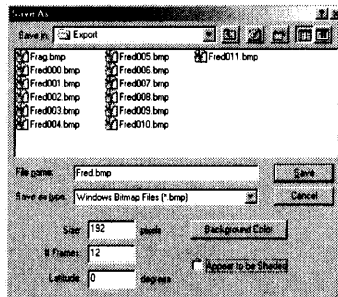 Save As
Save in: Export
Frag.bmp Fred005.bmp Fred011.bmp
Fred000.bmp Fred006.bmp
Fred001.bmp Fred007.bmp
Fred002.bmp Fred008.bmp
Fred003.bmp Fred009.bmp
Fred004.bmp Fred010.bmp
File name: Fred.bmp Save
Save as type: Windows Bitmap Files (*.bmp) Cancel
Size: 192 pixels Background Color
# Frames: 12
Appear to be Shaded
Latitude: 0 degrees